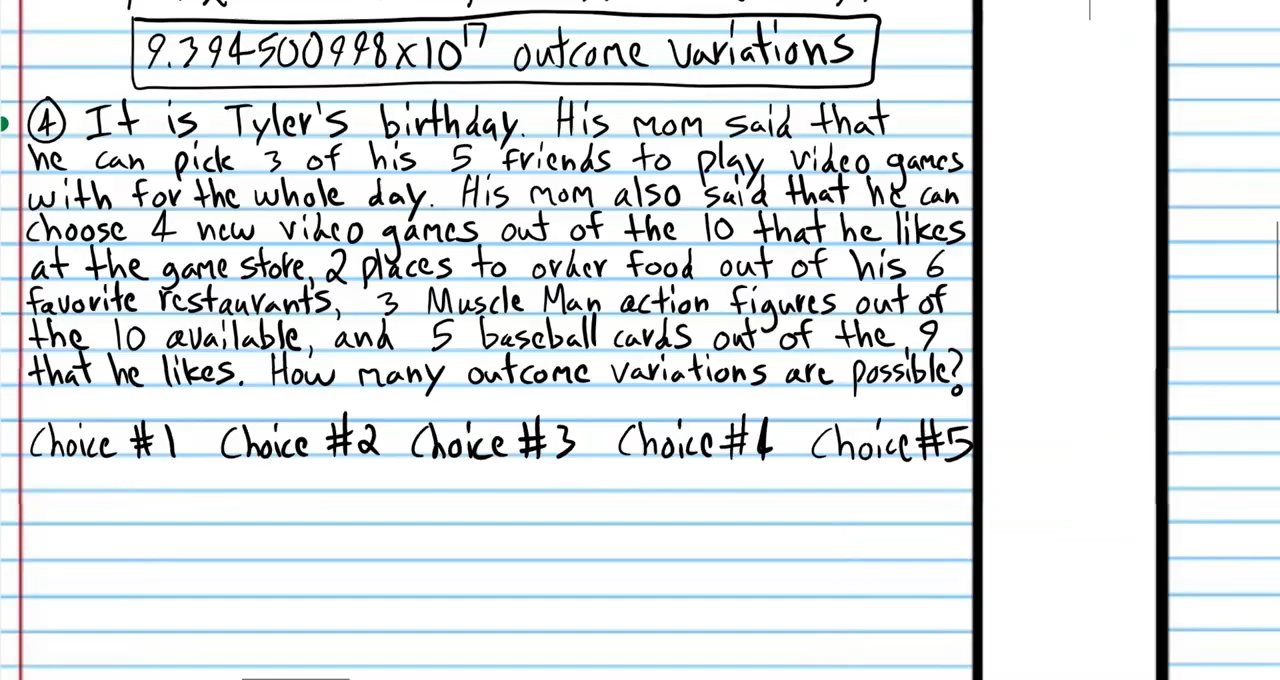 9.394500998x10^17 outcome variations
④ It is Tyler's birthday. His mom said that
he can pick 3 of his 5 friends to play video games
with for the whole day. His mom also said that he can
choose 4 new video games out of the 10 that he likes
at the game store, 2 places to order food out of his 6
favorite restaurants, 3 Muscle Man action figures out of
the 10 available, and 5 baseball cards out of the 9
that he likes. How many outcome variations are possible?
Choice #1 Choice #2 Choice #3 Choice #4 Choice #5